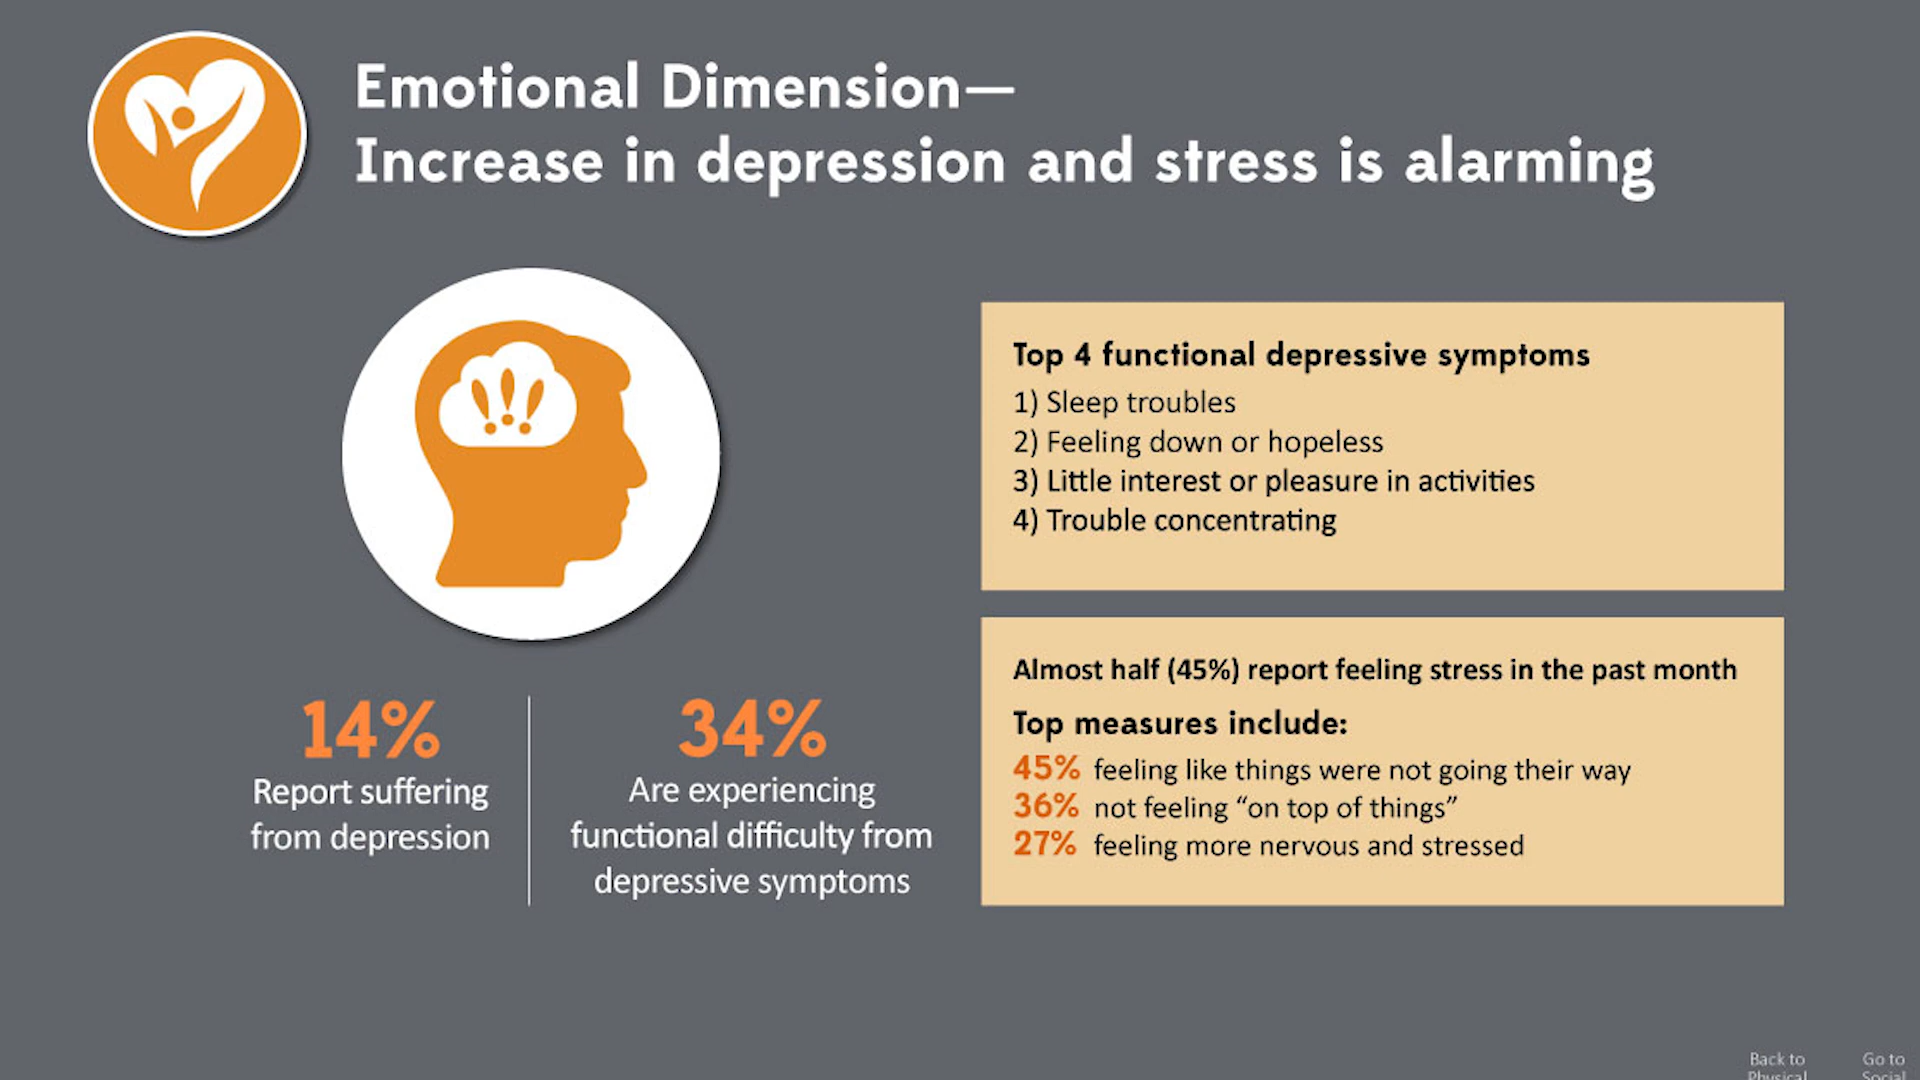 Emotional Dimension—
Increase in depression and stress is alarming
14%
Report suffering
from depression
34%
Are experiencing
functional difficulty from
depressive symptoms
Top 4 functional depressive symptoms
1) Sleep troubles
2) Feeling down or hopeless
3) Little interest or pleasure in activities
4) Trouble concentrating
Almost half (45%) report feeling stress in the past month
Top measures include:
45% feeling like things were not going their way
36% not feeling “on top of things”
27% feeling more nervous and stressed
Back to
Physical
Go to
Social